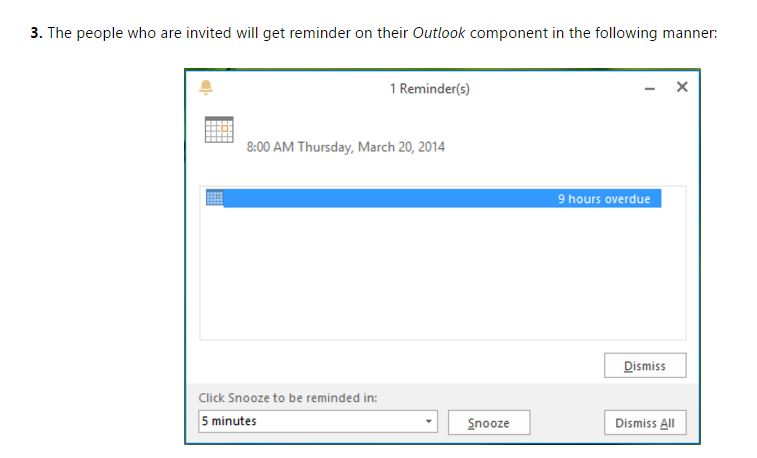 3. The people who are invited will get reminder on their Outlook component in the following manner:
1 Reminder(s)
8:00 AM Thursday, March 20, 2014
9 hours overdue
Dismiss
Click Snooze to be reminded in:
5 minutes Snooze Dismiss All